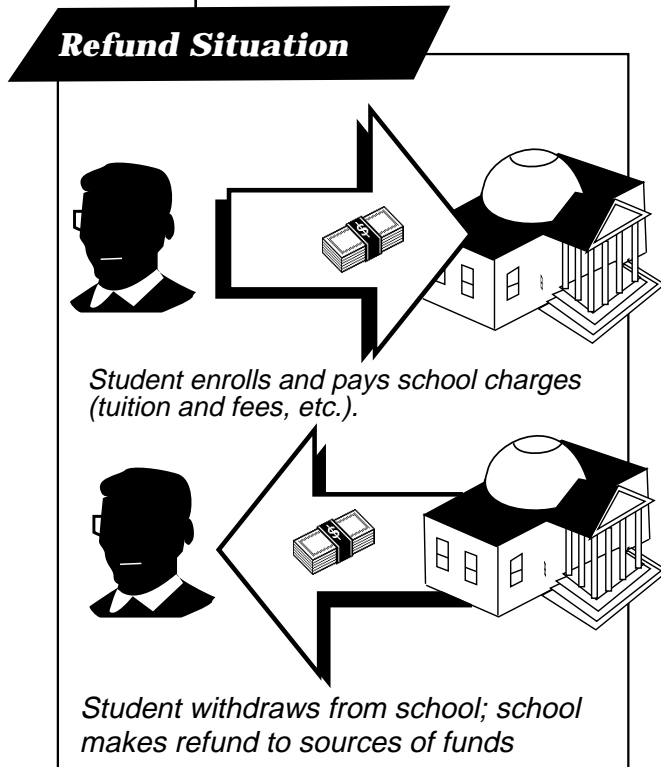 Refund Situation
Student enrolls and pays school charges
(tuition and fees, etc.).
Student withdraws from school; school
makes refund to sources of funds